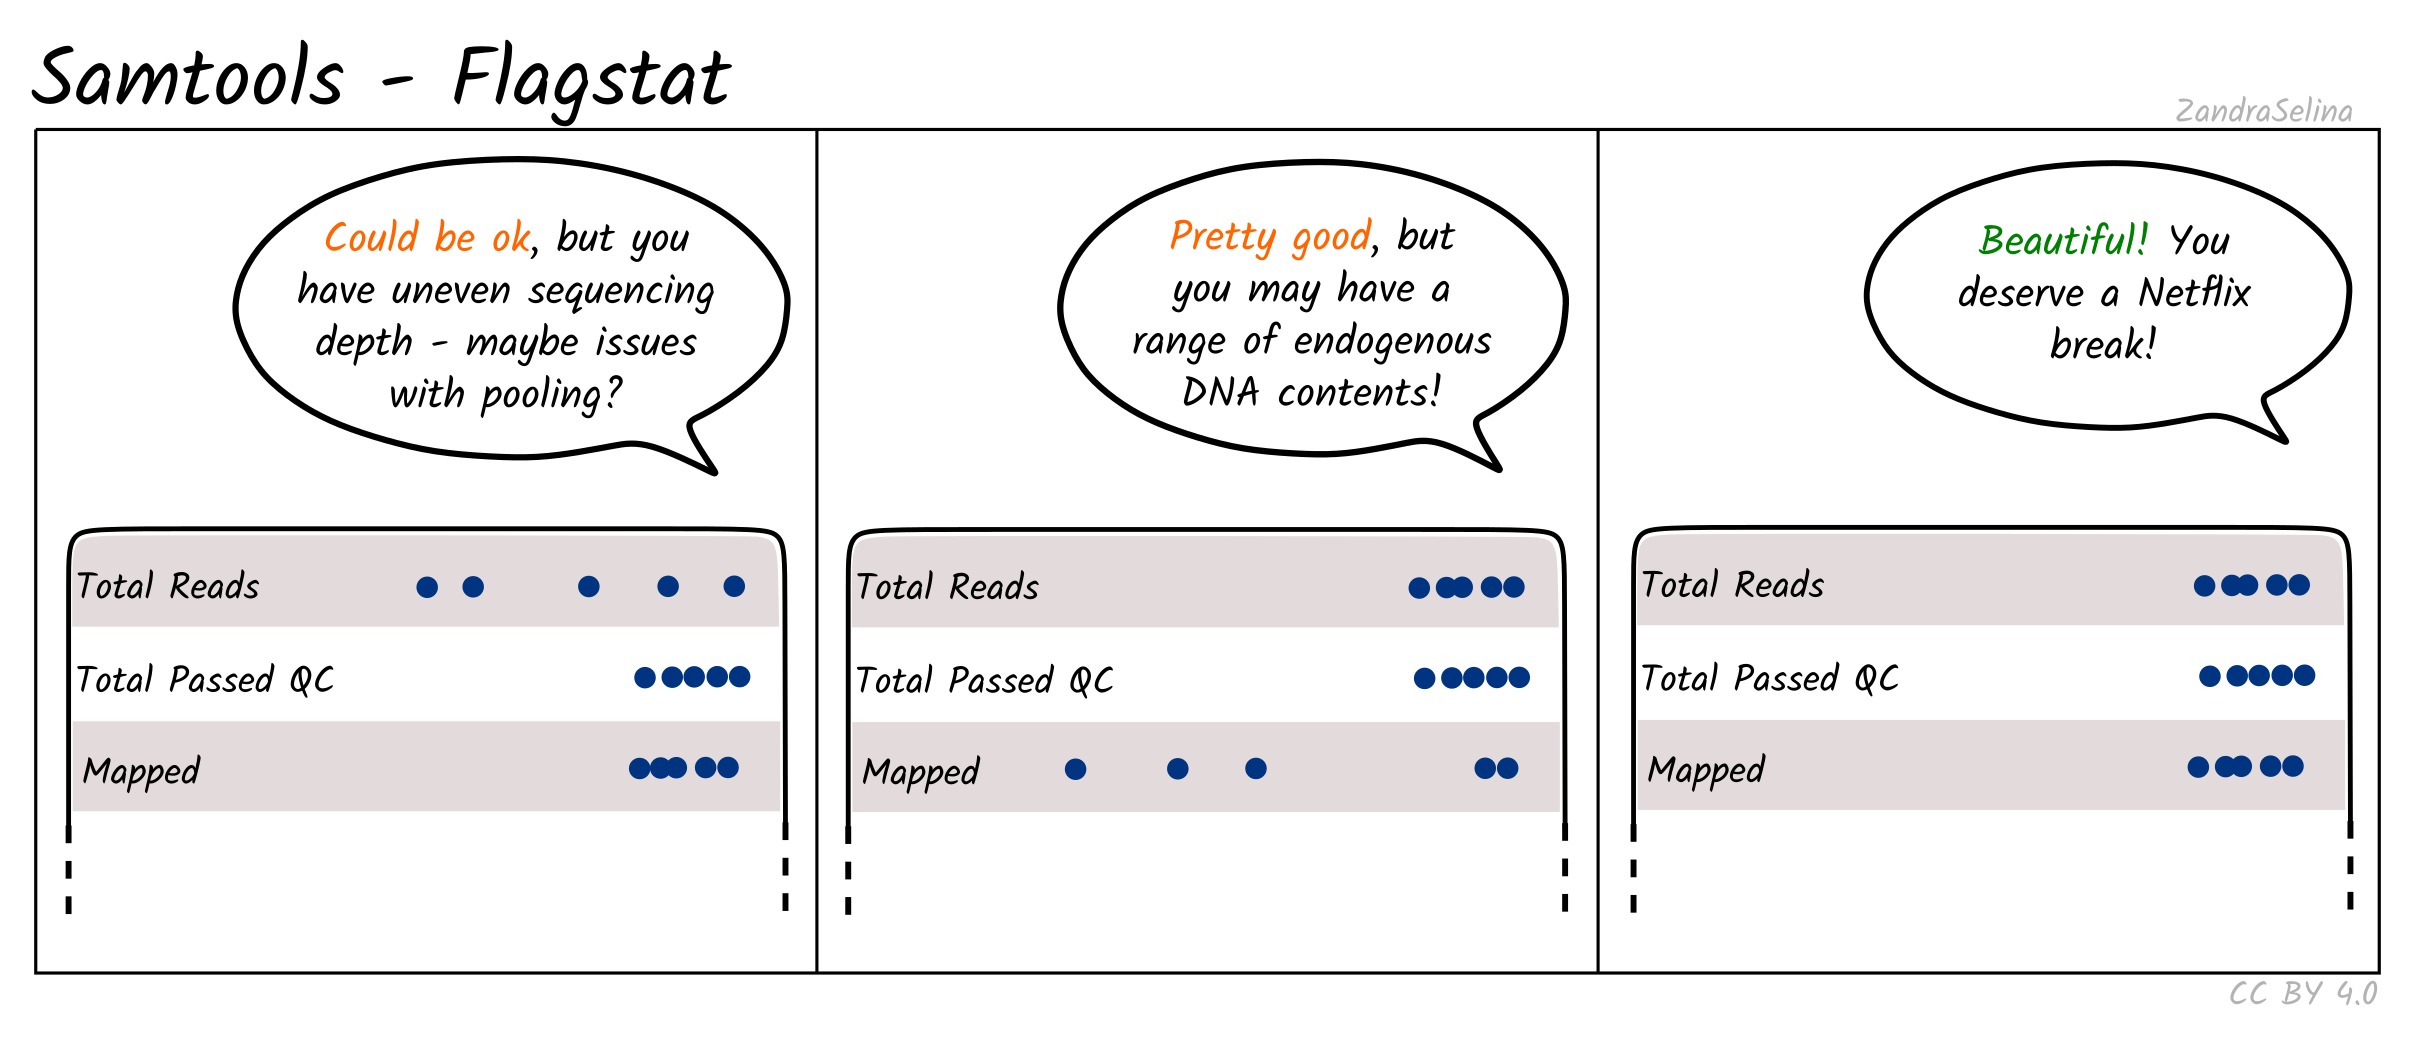 Samtools - Flagstat
ZandraSelina
Could be ok, but you
have uneven sequencing
depth - maybe issues
with pooling?
Total Reads
Total Passed QC
Mapped
Pretty good, but
you may have a
range of endogenous
DNA contents!
Total Reads
Total Passed QC
Mapped
Beautiful! You
deserve a Netflix
break!
Total Reads
Total Passed QC
Mapped
CC BY 4.0